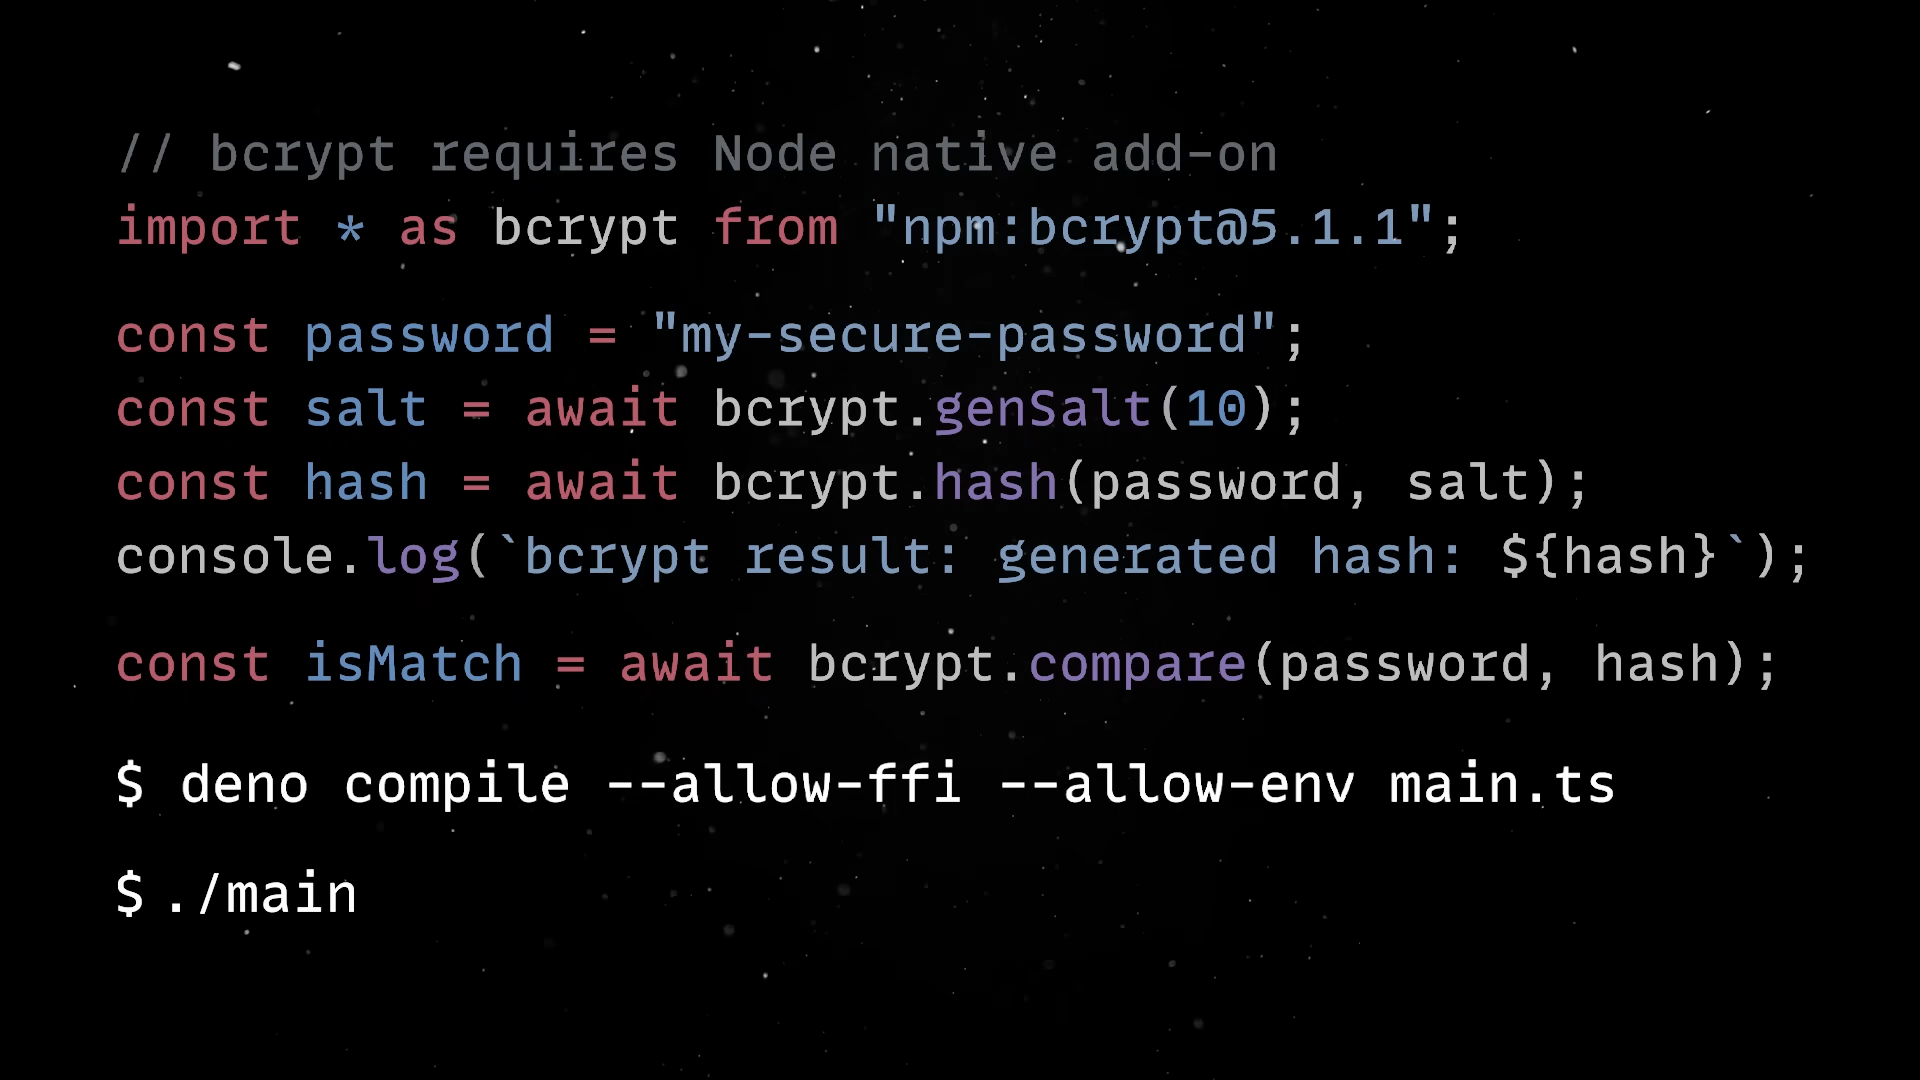 // bcrypt requires Node native add-on
import * as bcrypt from "npm:bcrypt@5.1.1";
const password = "my-secure-password";
const salt = await bcrypt.genSalt(10);
const hash = await bcrypt.hash(password, salt);
console.log(`bcrypt result: generated hash: ${hash}`);
const isMatch = await bcrypt.compare(password, hash);
$ deno compile --allow-ffi --allow-env main.ts
$ ./main